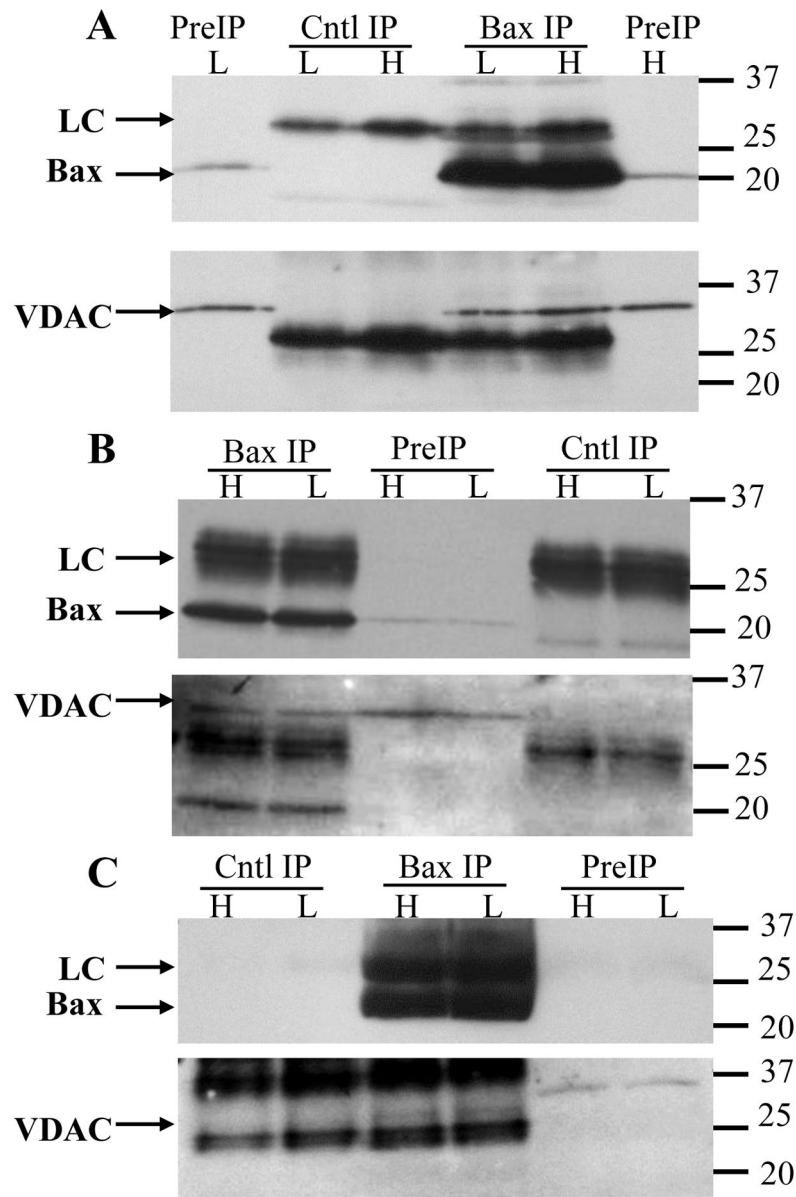 A
PreIP Cntl IP Bax IP PreIP
L L H L H H
37
LC
25
Bax
20
37
VDAC
25
20
B
Bax IP PreIP Cntl IP
H L H L H L
37
LC
25
Bax
20
37
VDAC
25
20
C
Cntl IP Bax IP PreIP
H L H L H L
37
LC
25
Bax
20
37
VDAC
25
20